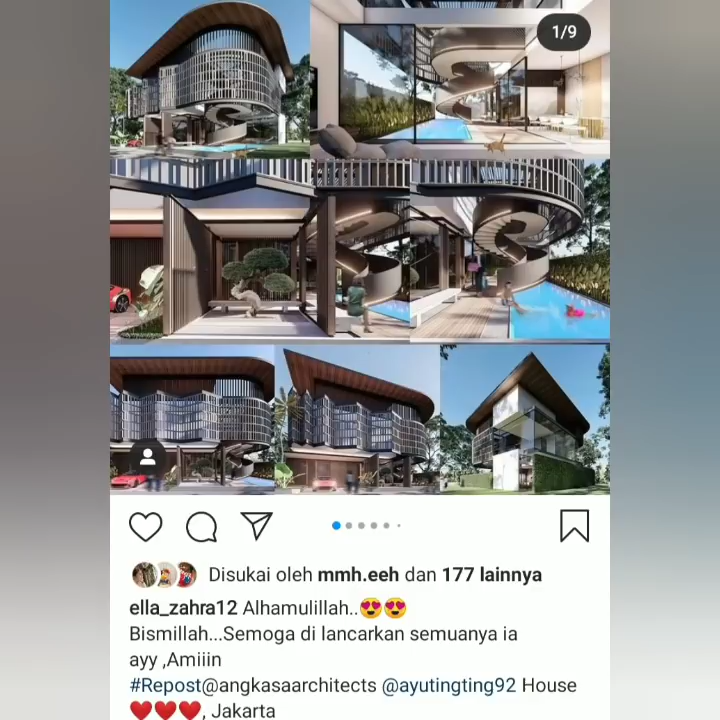 1/9
Disukai oleh mmh.eeh dan 177 lainnya
ella_zahra12 Alhamulillah..😍😍
Bismillah...Semoga di lancarkan semuanya ia
ayy ,Amiiin
#Repost@angkasaarchitects @ayutingting92 House
❤️❤️❤️, Jakarta